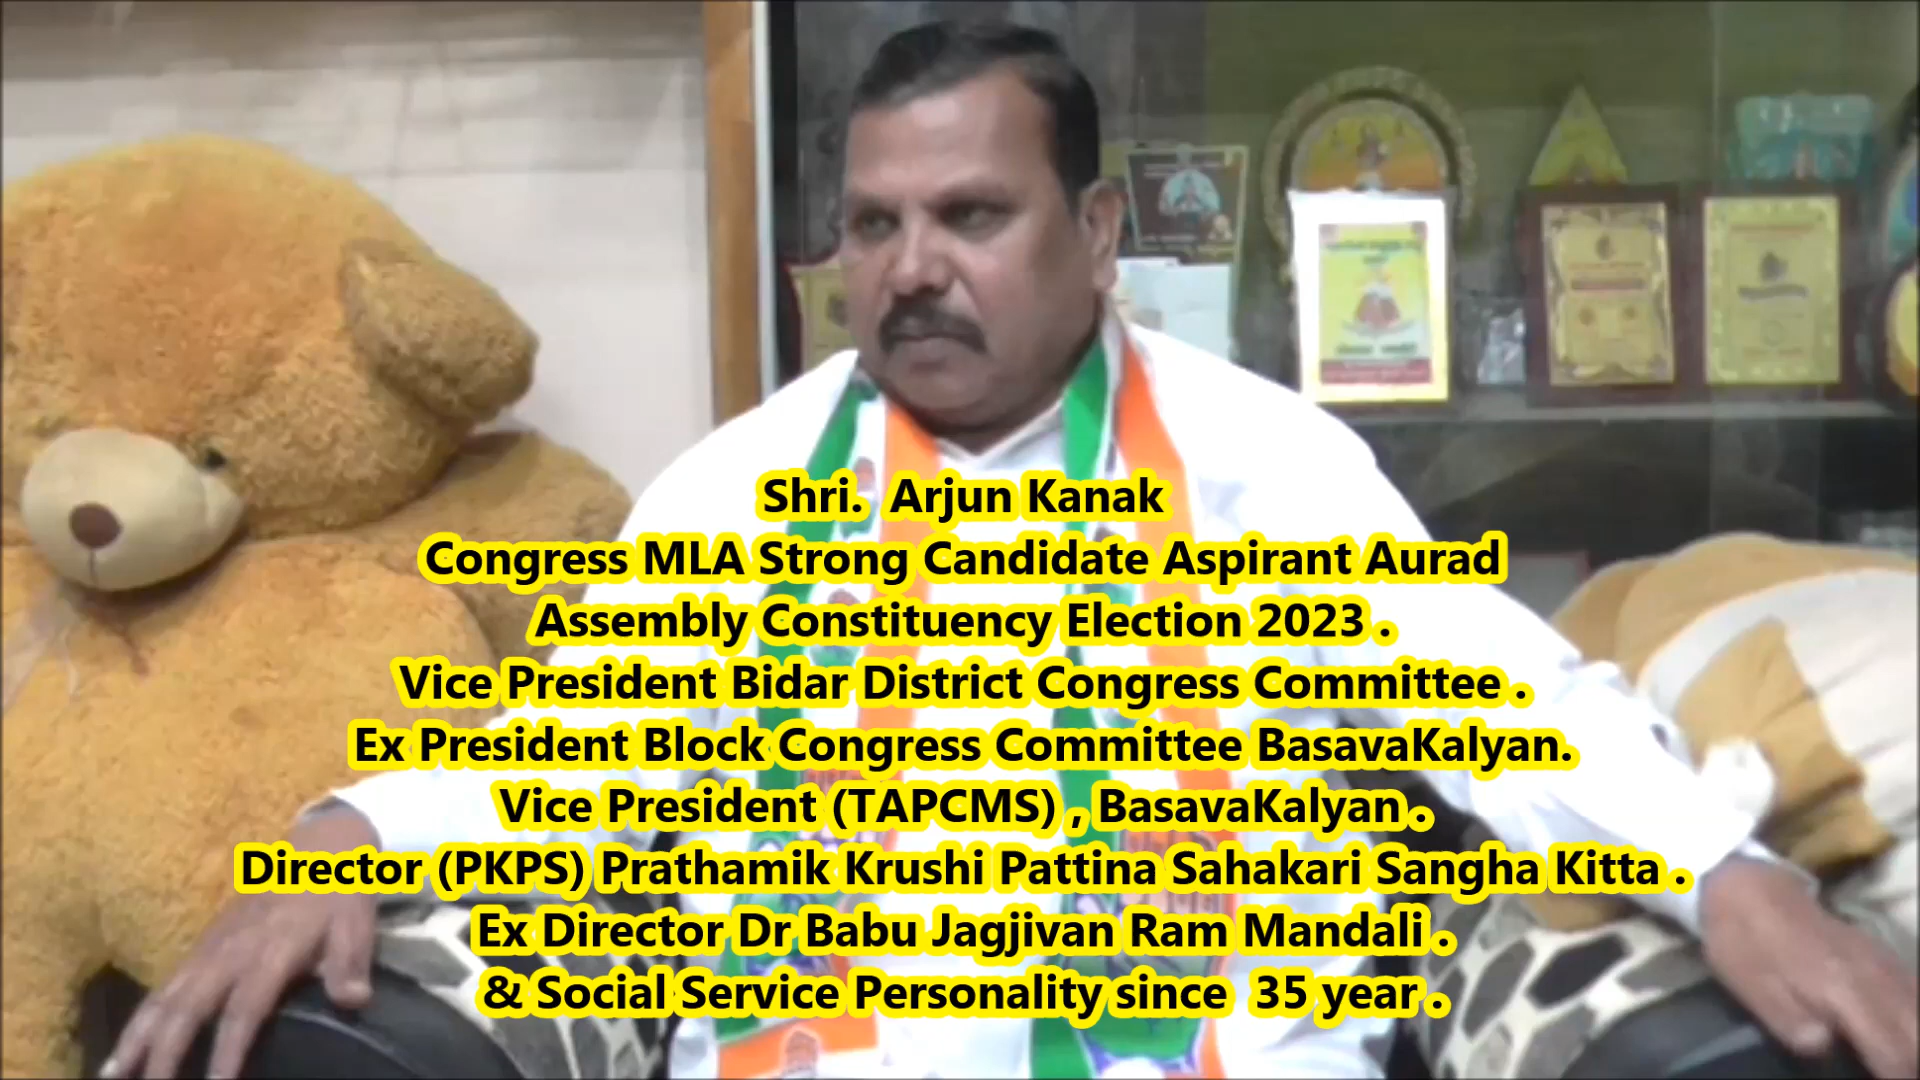 Shri.  Arjun Kanak
Congress MLA Strong Candidate Aspirant Aurad
Assembly Constituency Election 2023 .
Vice President Bidar District Congress Committee .
Ex President Block Congress Committee BasavaKalyan.
Vice President (TAPCMS) , BasavaKalyan .
Director (PKPS) Prathamik Krushi Pattina Sahakari Sangha Kitta .
Ex Director Dr Babu Jagjivan Ram Mandali .
& Social Service Personality since  35 year .